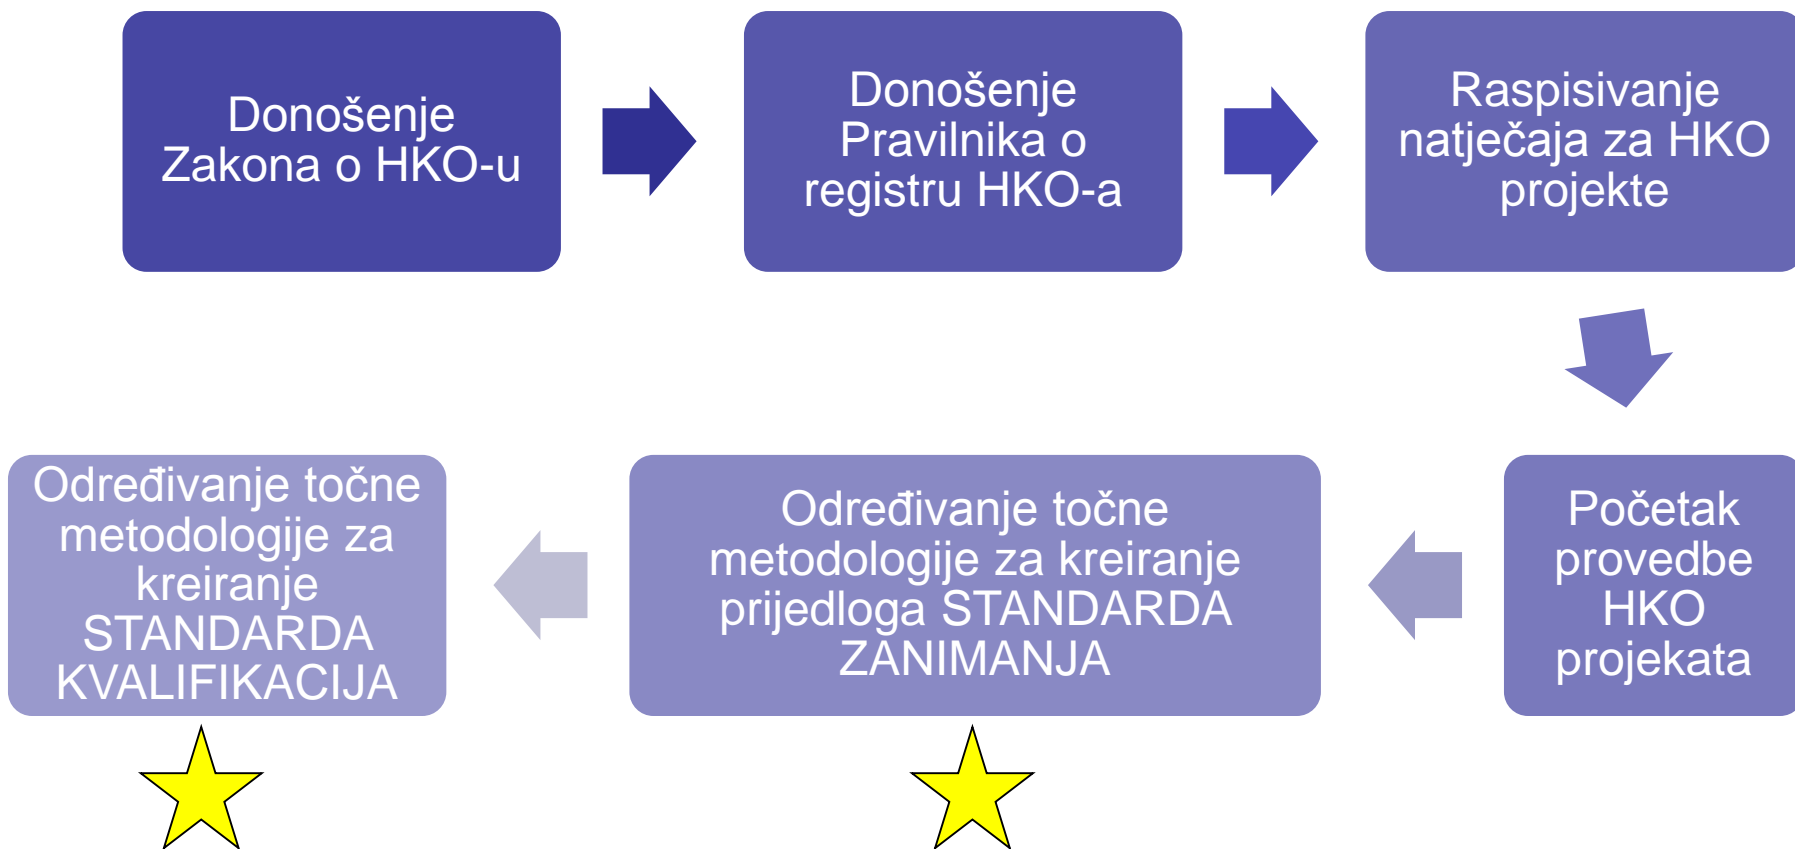 Donošenje
Zakona o HKO-u
Donošenje
Pravilnika o
registru HKO-a
Raspisivanje
natječaja za HKO
projekte
Početak
provedbe
HKO
projekata
Određivanje točne
metodologije za kreiranje
prijedloga STANDARDA
ZANIMANJA
Određivanje točne
metodologije za
kreiranje
STANDARDA
KVALIFIKACIJA